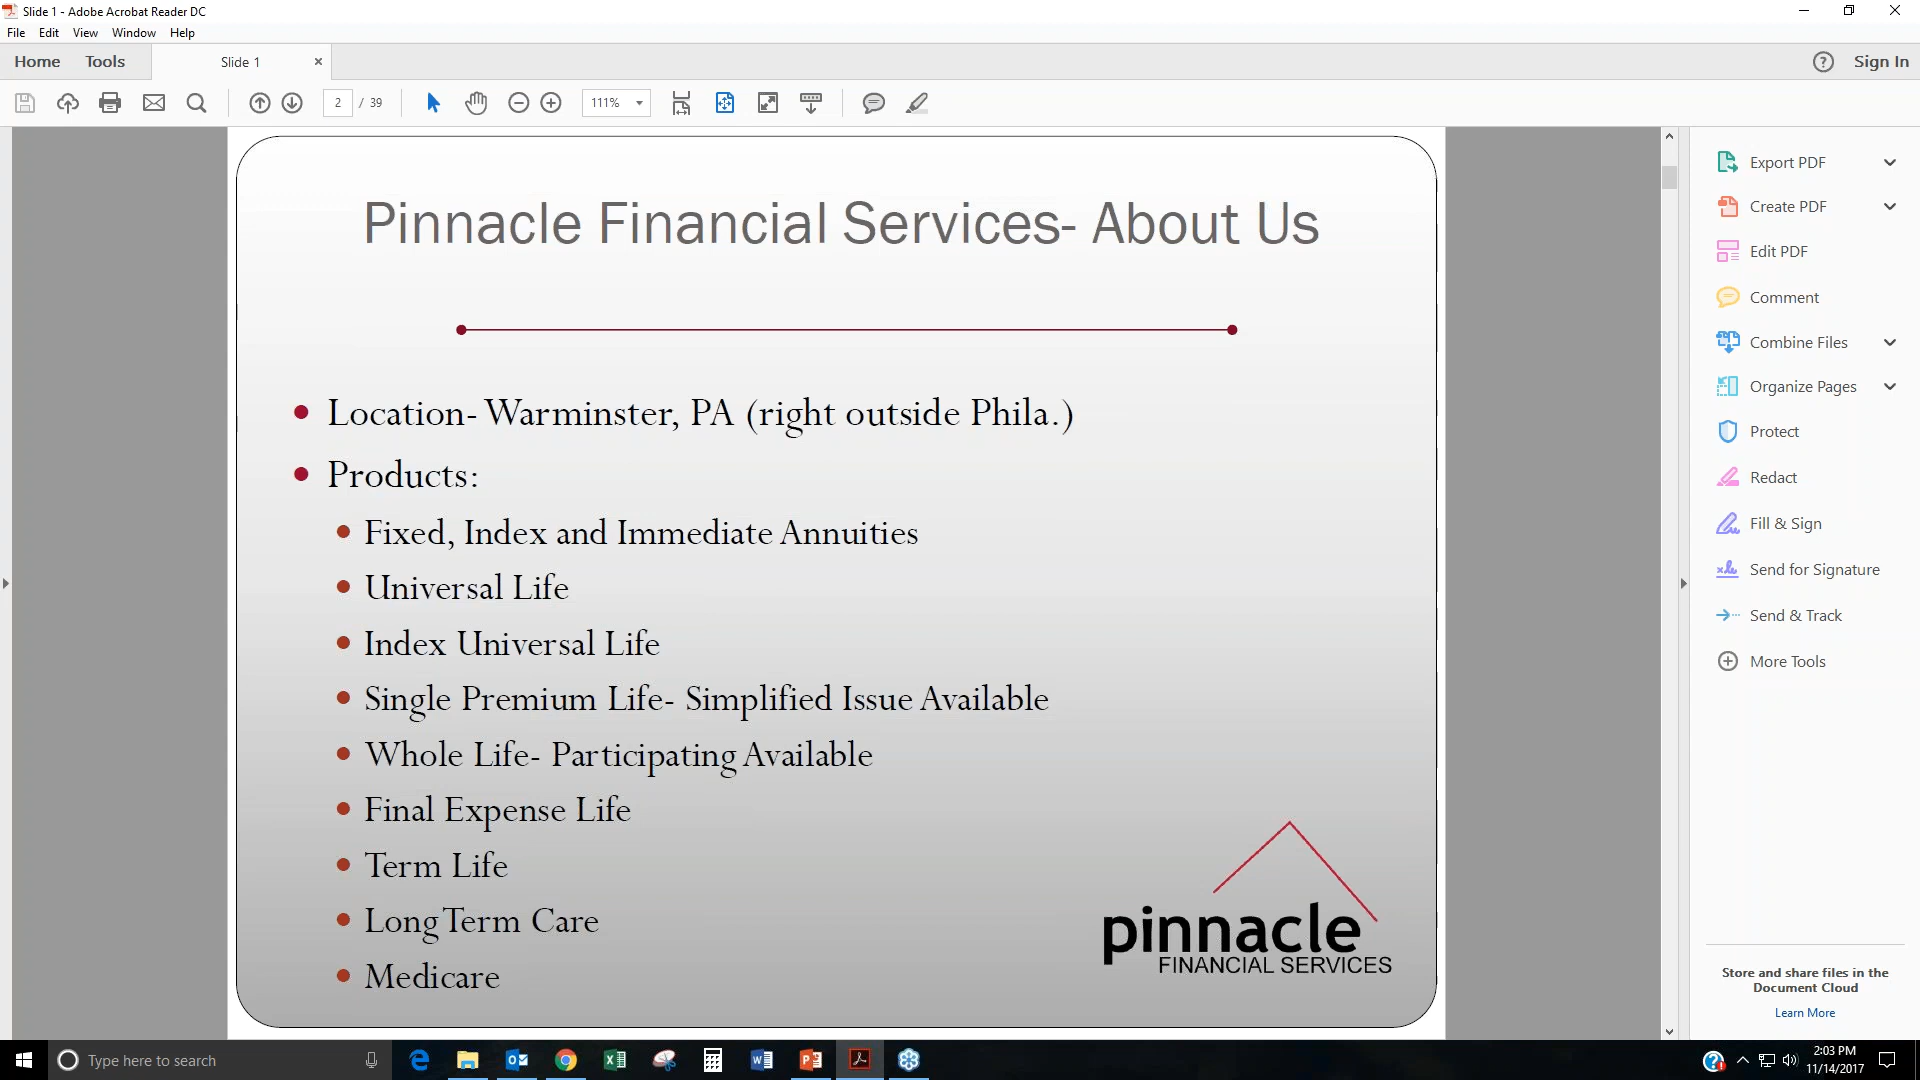 Slide 1 - Adobe Acrobat Reader DC
File Edit View Window Help
Home Tools Slide 1 Sign In
2 / 39 111%
Pinnacle Financial Services- About Us
Location- Warminster, PA (right outside Phila.)
Products:
Fixed, Index and Immediate Annuities
Universal Life
Index Universal Life
Single Premium Life- Simplified Issue Available
Whole Life- Participating Available
Final Expense Life
Term Life
Long Term Care
Medicare
pinnacle
FINANCIAL SERVICES
Export PDF
Create PDF
Edit PDF
Comment
Combine Files
Organize Pages
Protect
Redact
Fill & Sign
Send for Signature
Send & Track
More Tools
Store and share files in the
Document Cloud
Learn More
Type here to search
2:03 PM
11/14/2017